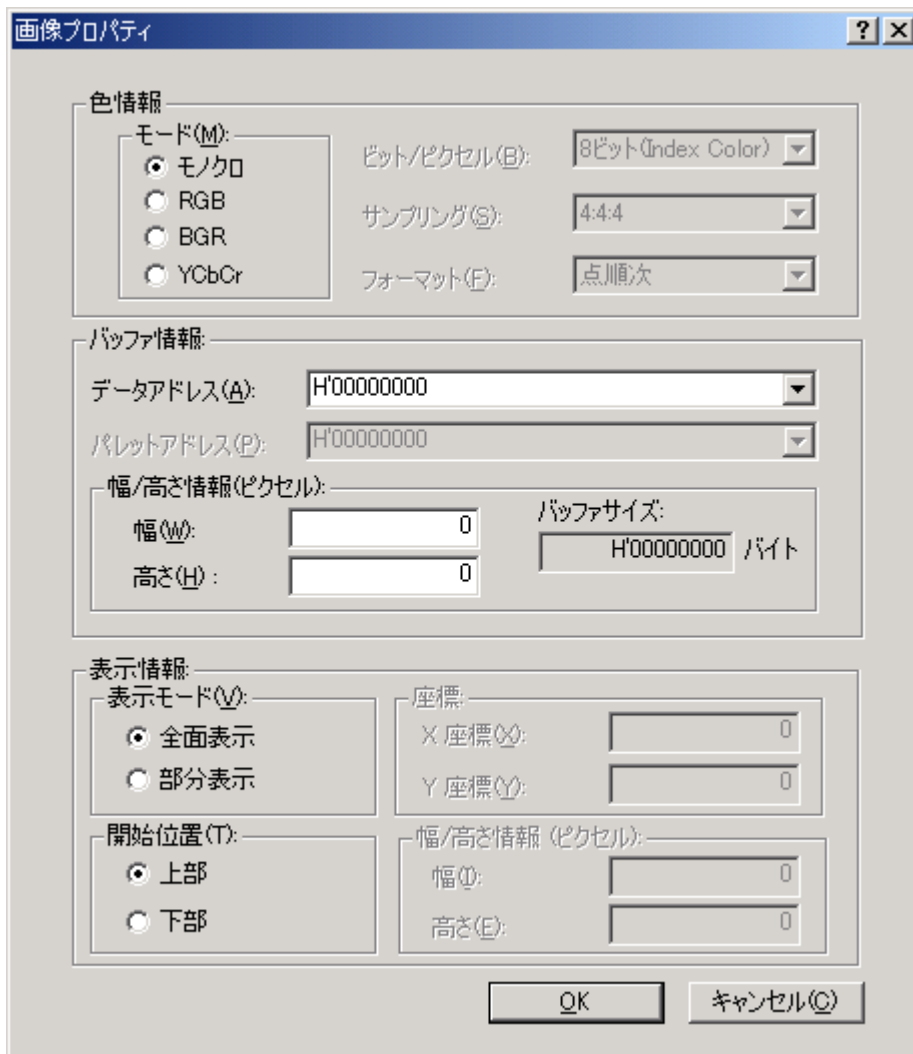 画像プロパティ
色情報
モード(M):
モノクロ
RGB
BGR
YCbCr
ビット/ピクセル(B):
8ビット(Index Color)
サンプリング(S):
4:4:4
フォーマット(F):
点順次
バッファ情報:
データアドレス(A):
H'00000000
パレットアドレス(P):
H'00000000
幅/高さ情報(ピクセル):
幅(W):
0
高さ(H) :
0
バッファサイズ:
H'00000000 バイト
表示情報:
表示モード(V):
全面表示
部分表示
座標:
X 座標(X):
0
Y 座標(Y):
0
開始位置(T):
上部
下部
幅/高さ情報 (ピクセル):
幅(I):
0
高さ(E):
0
OK
キャンセル(C)